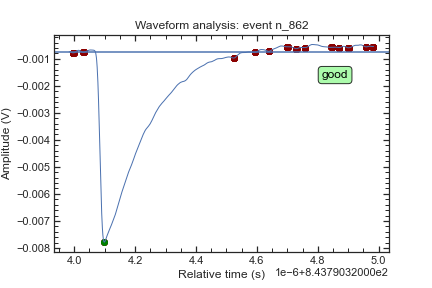 Waveform analysis: event n_862
Amplitude (V)
−0.001
−0.002
−0.003
−0.004
−0.005
−0.006
−0.007
−0.008
good
4.0 4.2 4.4 4.6 4.8 5.0
Relative time (s)
1e−6+8.4379032000e2